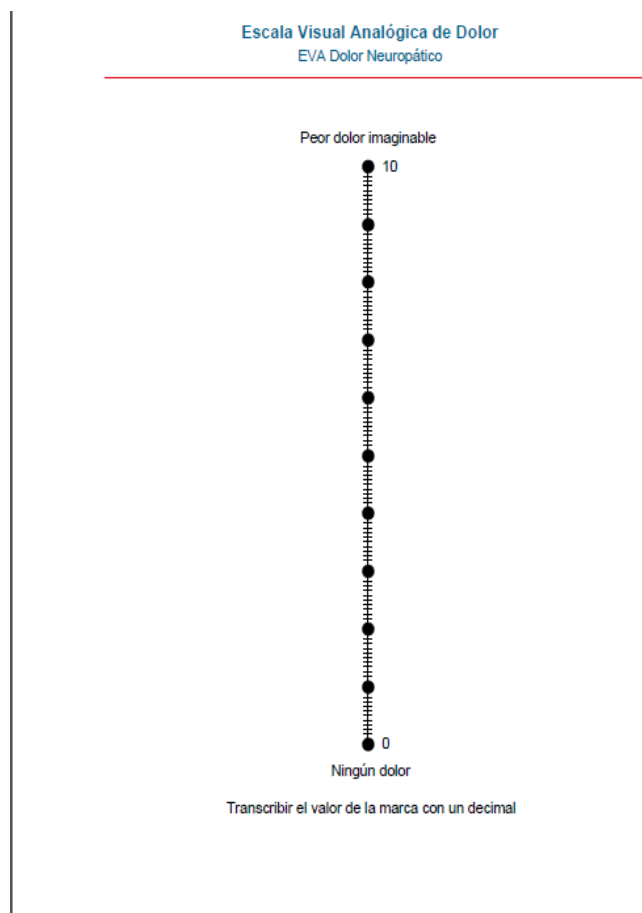 Escala Visual Analógica de Dolor
EVA Dolor Neuropático
Peor dolor imaginable
10
0
Ningún dolor
Transcribir el valor de la marca con un decimal